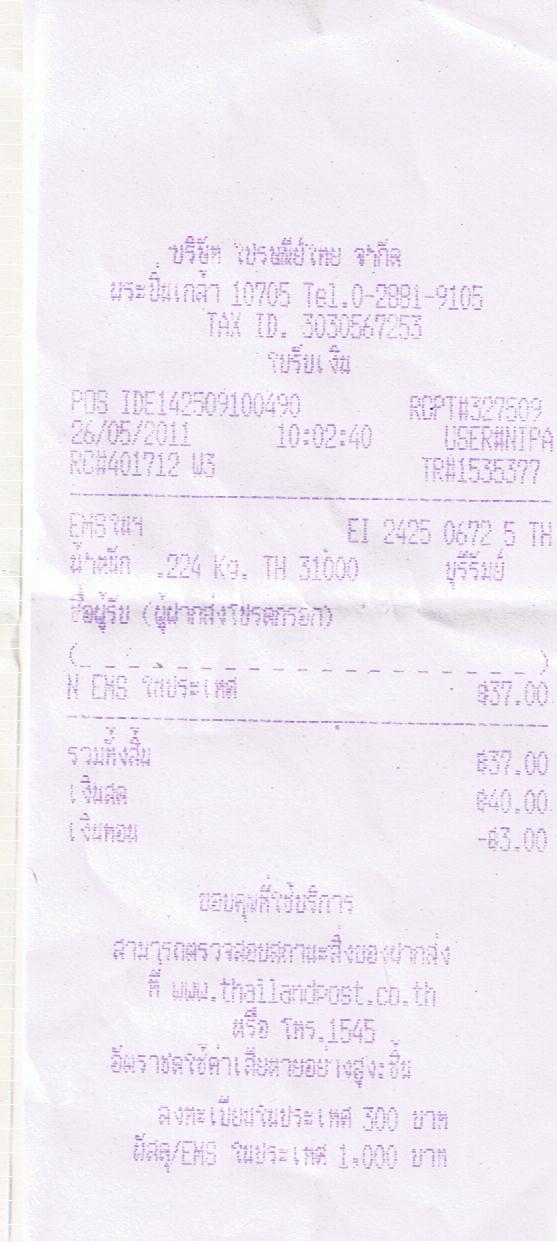 บริษัท ไปรษณีย์ไทย จำกัด
พระปิ่นเกล้า 10705 Tel.0-2881-9105
TAX ID. 3030567253
ใบรับเงิน
POS IDE142509100490 RCPT#327509
26/05/2011 10:02:40 USER#NIPA
RC#401712 W3 TR#1535377
EMSในฯ EI 2425 0672 5 TH
น้ำหนัก .224 Kg. TH 31000 บุรีรัมย์
ชื่อผู้รับ (ผู้ฝากส่งโปรดกรอก)
(_ _ _ _ _ _ _ _ _ _ _ _ _ _ _ _ _ _ _)
N EMS ในประเทศ ฿37.00
รวมทั้งสิ้น ฿37.00
เงินสด ฿40.00
เงินทอน -฿3.00
ขอบคุณที่ใช้บริการ
สามารถตรวจสอบสถานะสิ่งของฝากส่ง
ที่ www.thailandpost.co.th
หรือ โทร.1545
อัตราชดใช้ค่าเสียหายอย่างสูง:ชิ้น
ลงทะเบียนในประเทศ 300 บาท
พัสดุ/EMS ในประเทศ 1,000 บาท